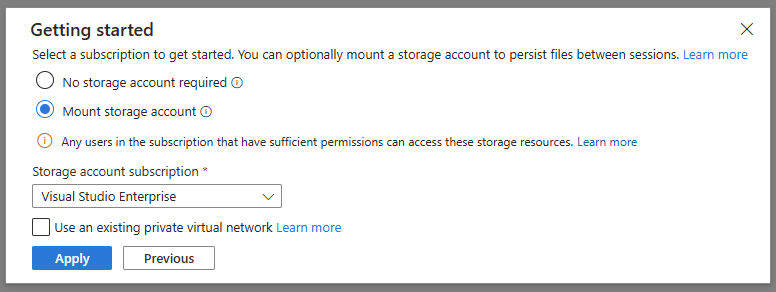 Getting started
Select a subscription to get started. You can optionally mount a storage account to persist files between sessions. Learn more
No storage account required
Mount storage account
Any users in the subscription that have sufficient permissions can access these storage resources. Learn more
Storage account subscription *
Visual Studio Enterprise
Use an existing private virtual network Learn more
Apply Previous